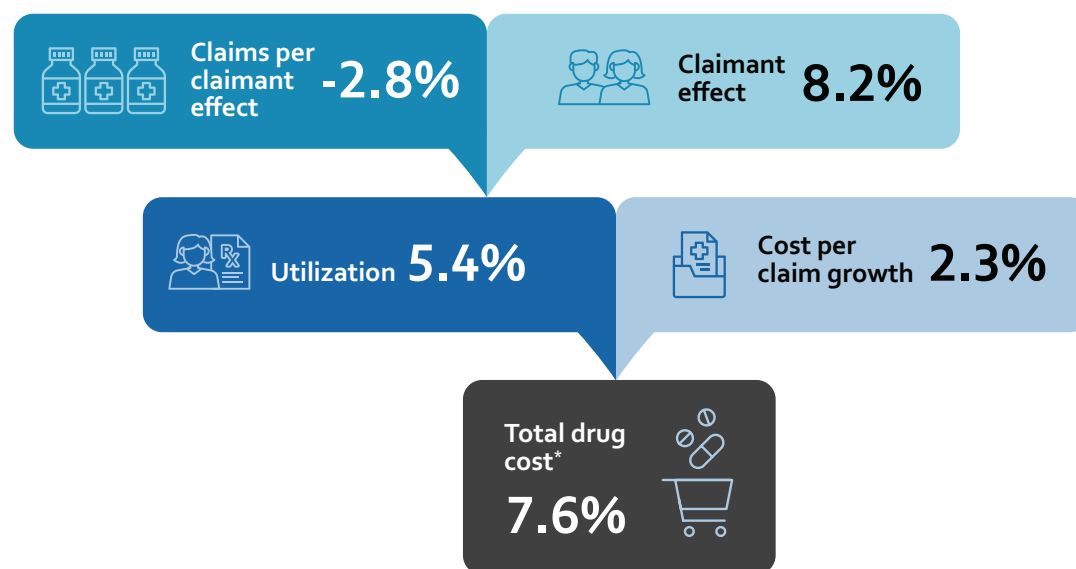 Claims per
claimant
effect
-2.8%
Claimant
effect
8.2%
Rx
Utilization 5.4%
Cost per
claim growth
2.3%
Total drug
cost*
7.6%